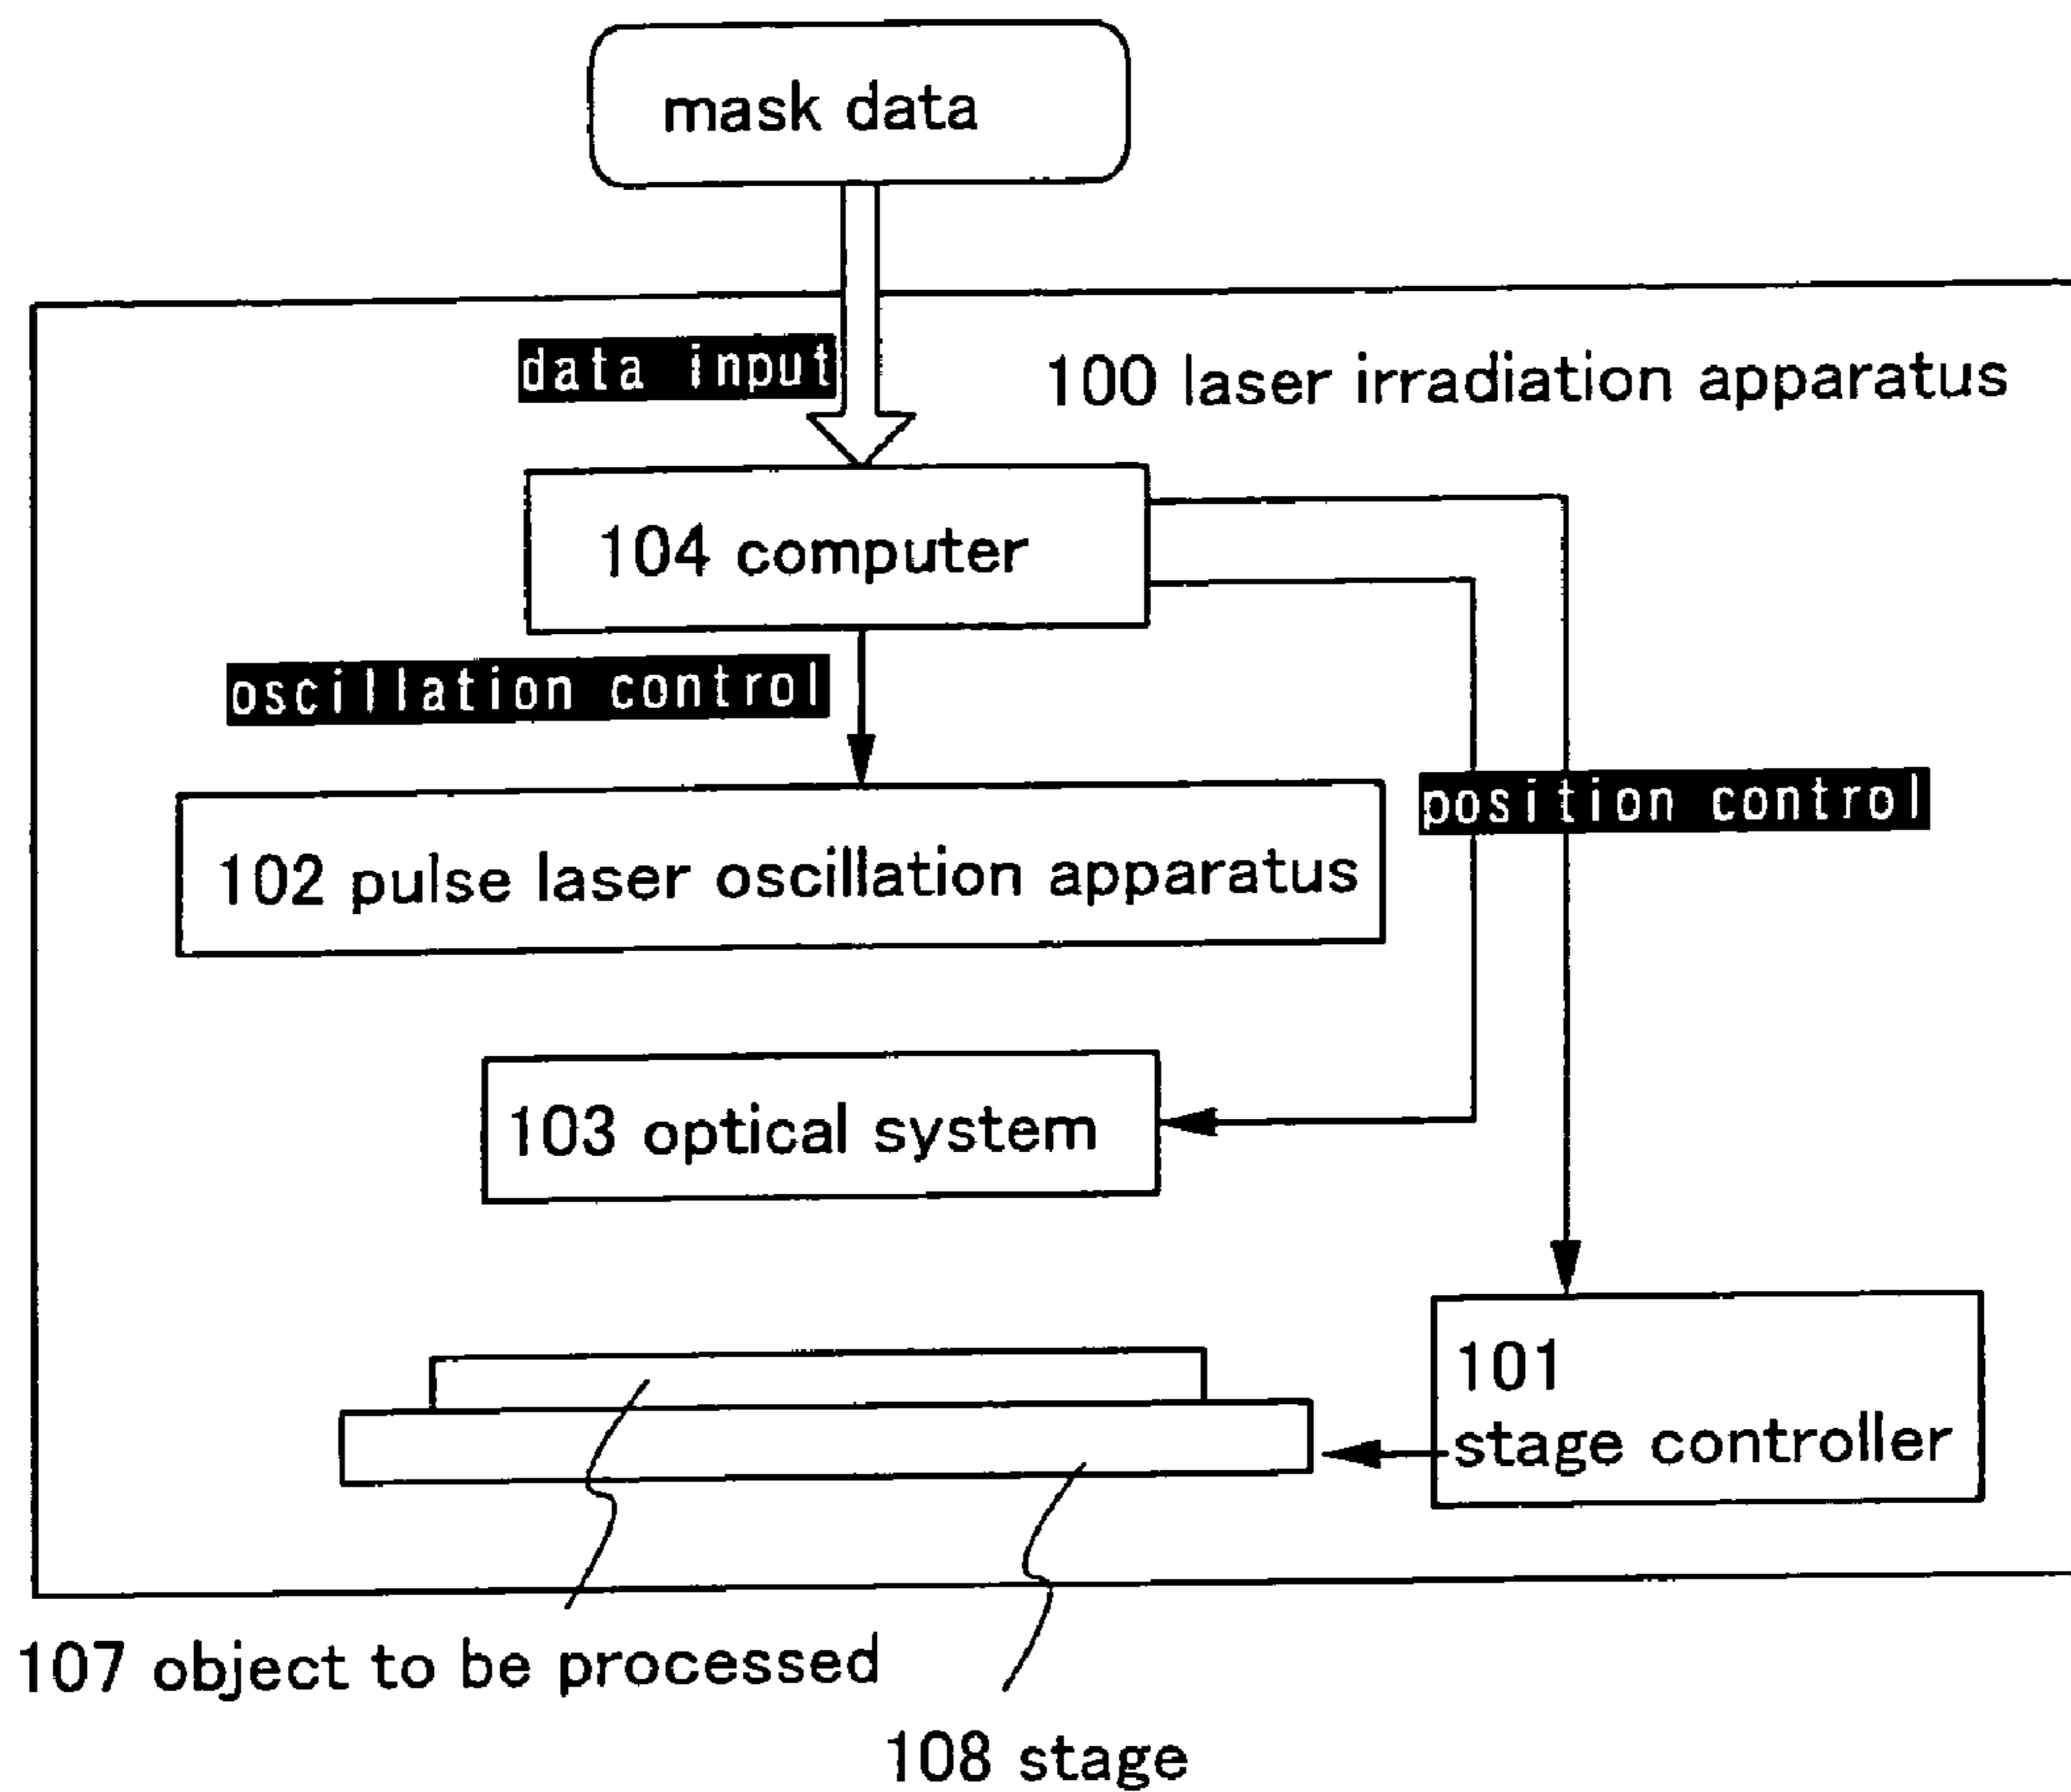 mask data
data input
100 laser irradiation apparatus
104 computer
oscillation control
position control
102 pulse laser oscillation apparatus
103 optical system
101
stage controller
107 object to be processed
108 stage